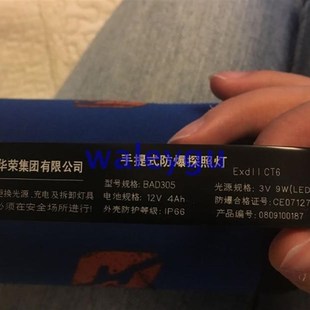 华荣集团有限公司
更换光源、充电及拆卸灯具
必须在安全场所进行!
手提式防爆探照灯
型号规格: BAD305
电池规格: 12V 4Ah
外壳防护等级: IP66
ExdIICT6
光源规格: 3V 9W(LED
防爆合格证号: CE07127
产品编号: 0809100187
waleygu